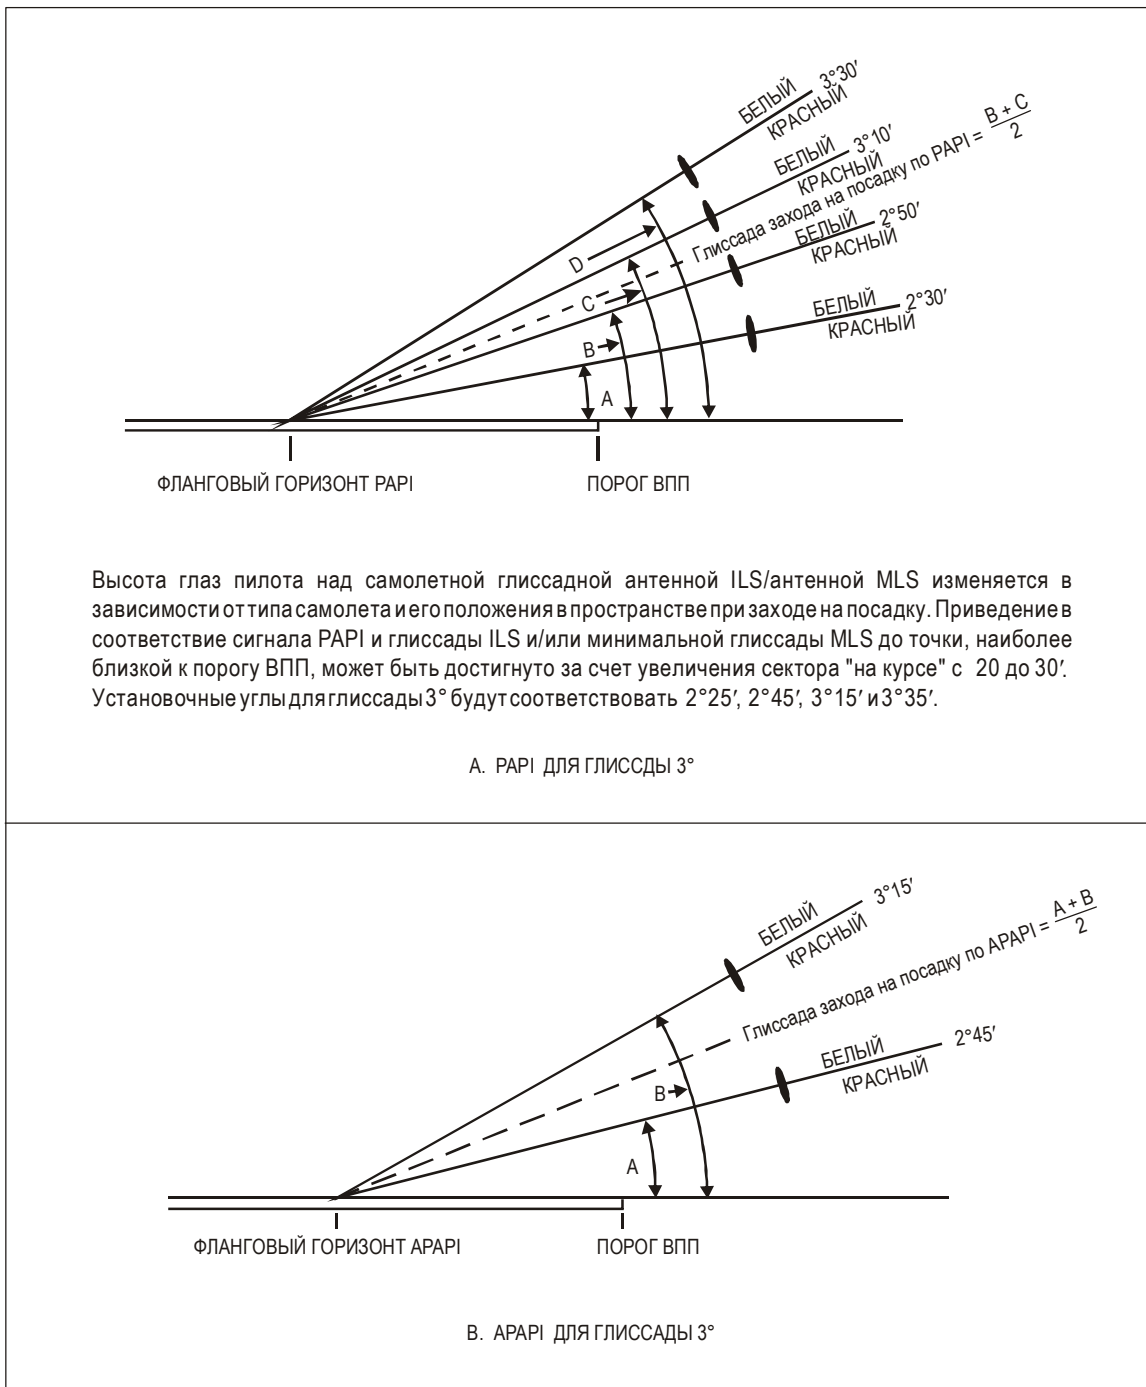 БЕЛЫЙ 3°30′
КРАСНЫЙ
БЕЛЫЙ 3°10′
КРАСНЫЙ
Глиссада захода на посадку по PAPI = B + C
2
БЕЛЫЙ 2°50′
КРАСНЫЙ
БЕЛЫЙ 2°30′
КРАСНЫЙ
D
C
B
A
ФЛАНГОВЫЙ ГОРИЗОНТ PAPI
ПОРОГ ВПП
Высота глаз пилота над самолетной глиссадной антенной ILS/антенной MLS изменяется в
зависимости от типа самолета и его положения в пространстве при заходе на посадку. Приведение в
соответствие сигнала PAPI и глиссады ILS и/или минимальной глиссады MLS до точки, наиболее
близкой к порогу ВПП, может быть достигнуто за счет увеличения сектора "на курсе" с 20 до 30′.
Установочные углы для глиссады 3° будут соответствовать 2°25′, 2°45′, 3°15′ и 3°35′.
A. PAPI ДЛЯ ГЛИССДЫ 3°
БЕЛЫЙ 3°15′
КРАСНЫЙ
Глиссада захода на посадку по APAPI = A + B
2
БЕЛЫЙ 2°45′
КРАСНЫЙ
B
A
ФЛАНГОВЫЙ ГОРИЗОНТ APAPI
ПОРОГ ВПП
B. APAPI ДЛЯ ГЛИССАДЫ 3°